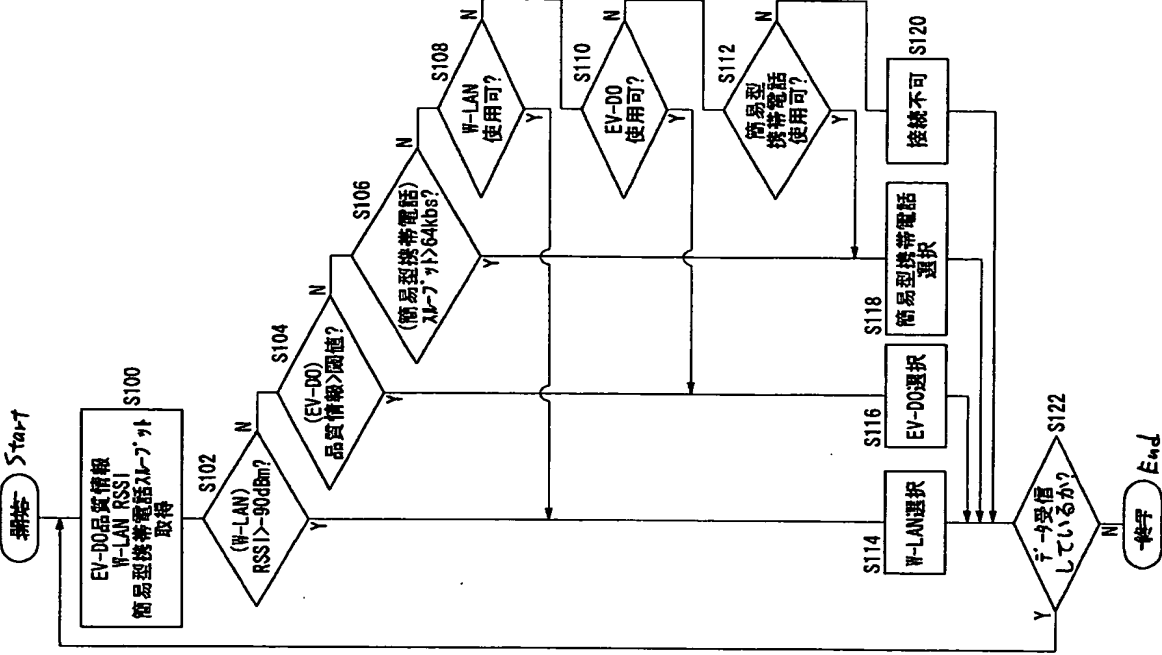 開始
Start
EV-DO品質情報
W-LAN RSSI
簡易型携帯電話スループット
取得
S100
(W-LAN)
RSSI>-90dBm?
S102
Y
N
(EV-DO)
品質情報>閾値?
S104
Y
N
(簡易型携帯電話)
スループット>64kbs?
S106
Y
N
W-LAN
使用可?
S108
Y
N
EV-DO
使用可?
S110
Y
N
簡易型
携帯電話
使用可?
S112
Y
N
S114
W-LAN選択
S116
EV-DO選択
S118
簡易型携帯電話
選択
接続不可
S120
データ受信
しているか?
S122
Y
N
終了
End